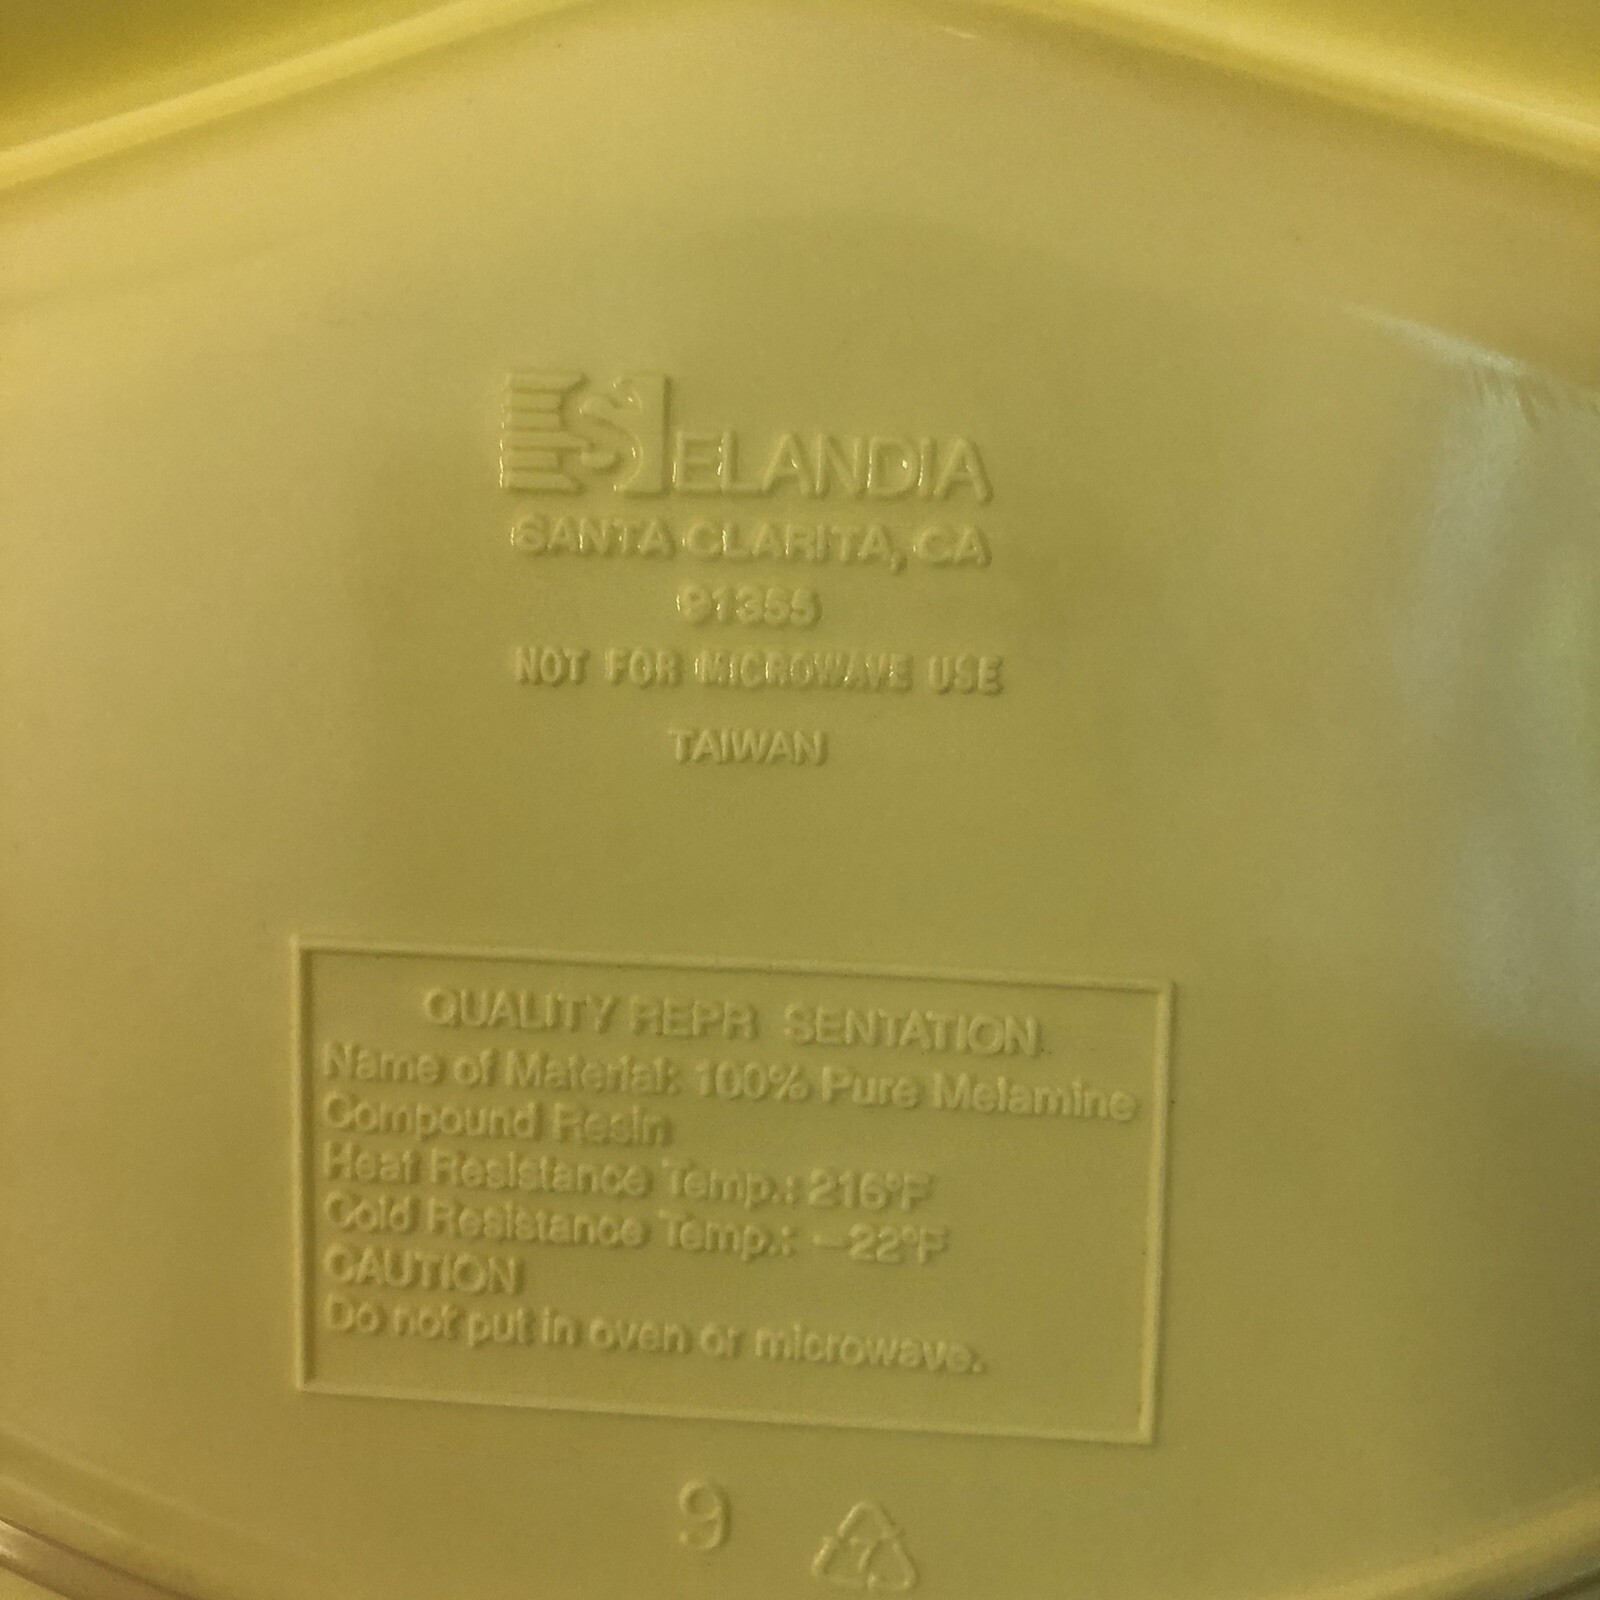 SELANDIA
SANTA CLARITA, CA
91355
NOT FOR MICROWAVE USE
TAIWAN
QUALITY REPR SENTATION
Name of Material: 100% Pure Melamine
Compound Resin
Heat Resistance Temp.: 216°F
Cold Resistance Temp.: -22°F
CAUTION
Do not put in oven or microwave.
9 7